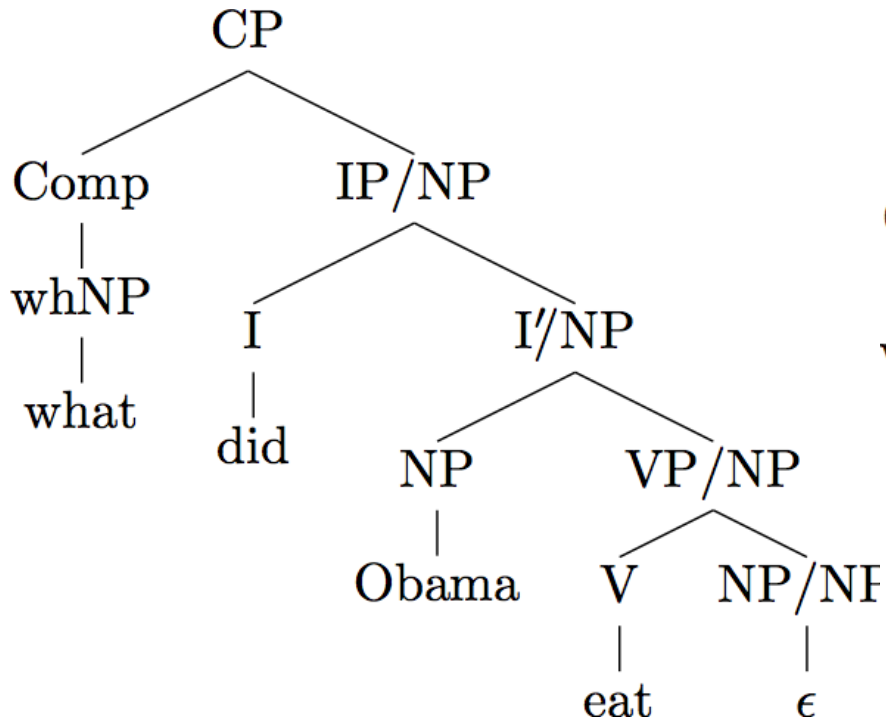 CP
Comp IP/NP
whNP I I′/NP
what did NP VP/NP
Obama V NP/NP
eat ϵ